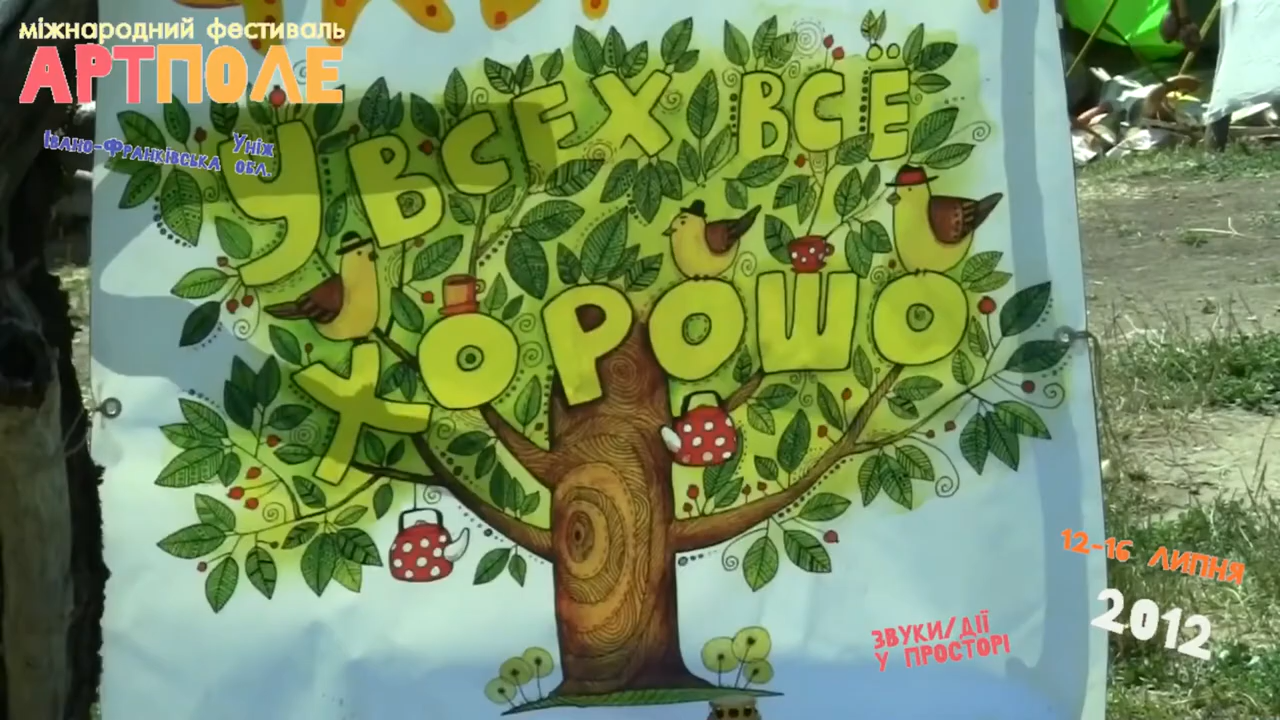 міжнародний фестиваль
АРТПОЛЕ
Уніж
Івано-Франківська обл.
У ВСЕХ ВСЁ
ХОРОШО
12-16 липня
2012
звуки/дії
у просторі